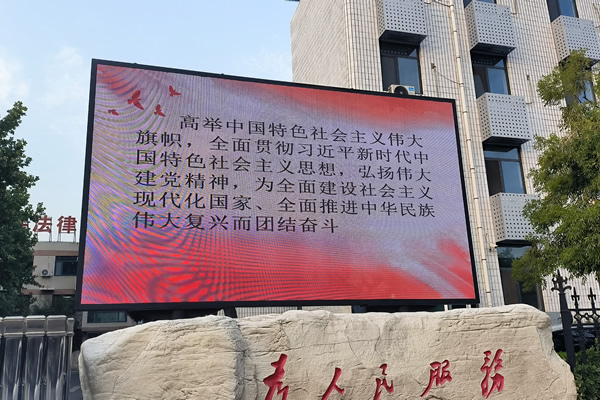 高举中国特色社会主义伟大
旗帜，全面贯彻习近平新时代中
国特色社会主义思想，弘扬伟大
建党精神，为全面建设社会主义
现代化国家、全面推进中华民族
伟大复兴而团结奋斗
法律
为人民服务